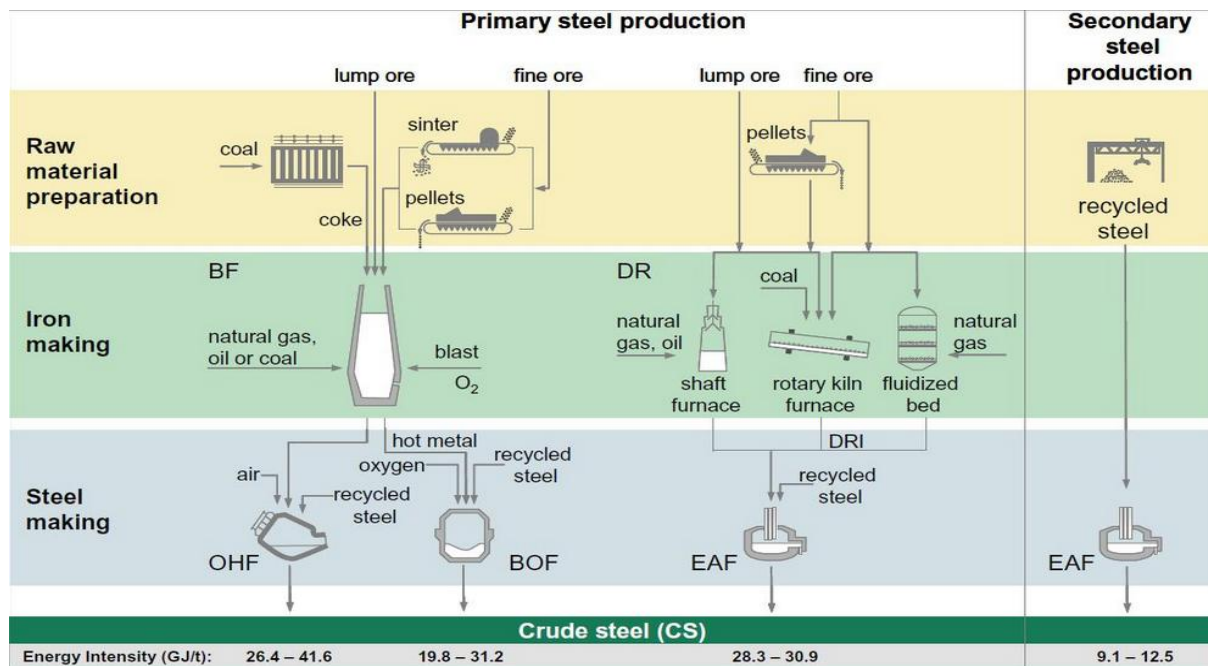 Primary steel production
Secondary
steel
production
lump ore
fine ore
lump ore
fine ore
Raw
material
preparation
coal
coke
sinter
pellets
pellets
recycled
steel
Iron
making
BF
natural gas,
oil or coal
blast
O₂
DR
coal
natural
gas, oil
natural
gas
shaft
furnace
rotary kiln
furnace
fluidized
bed
Steel
making
hot metal
air
oxygen
recycled
steel
recycled
steel
DRI
recycled
steel
OHF
BOF
EAF
EAF
Crude steel (CS)
Energy Intensity (GJ/t): 26.4 – 41.6 19.8 – 31.2 28.3 – 30.9 9.1 – 12.5